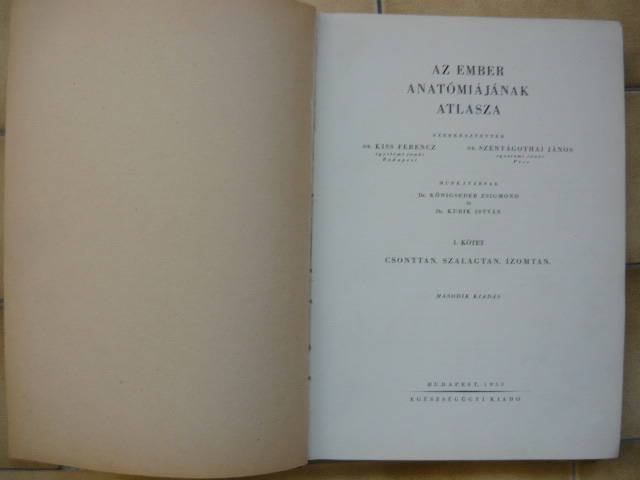 AZ EMBER
ANATÓMIÁJÁNAK
ATLASZA
SZERKESZTETTÉK
DR. KISS FERENCZ DR. SZENTÁGOTHAI JÁNOS
egyetemi tanár egyetemi tanár
Budapest Pécs
MUNKATÁRSAK
Dr. KÖNIGSEDER ZSIGMOND
és
Dr. KUBIK ISTVÁN
I. KÖTET
CSONTTAN. SZALAGTAN. IZOMTAN.
MÁSODIK KIADÁS
BUDAPEST,
EGÉSZSÉGÜGYI KIADÓ